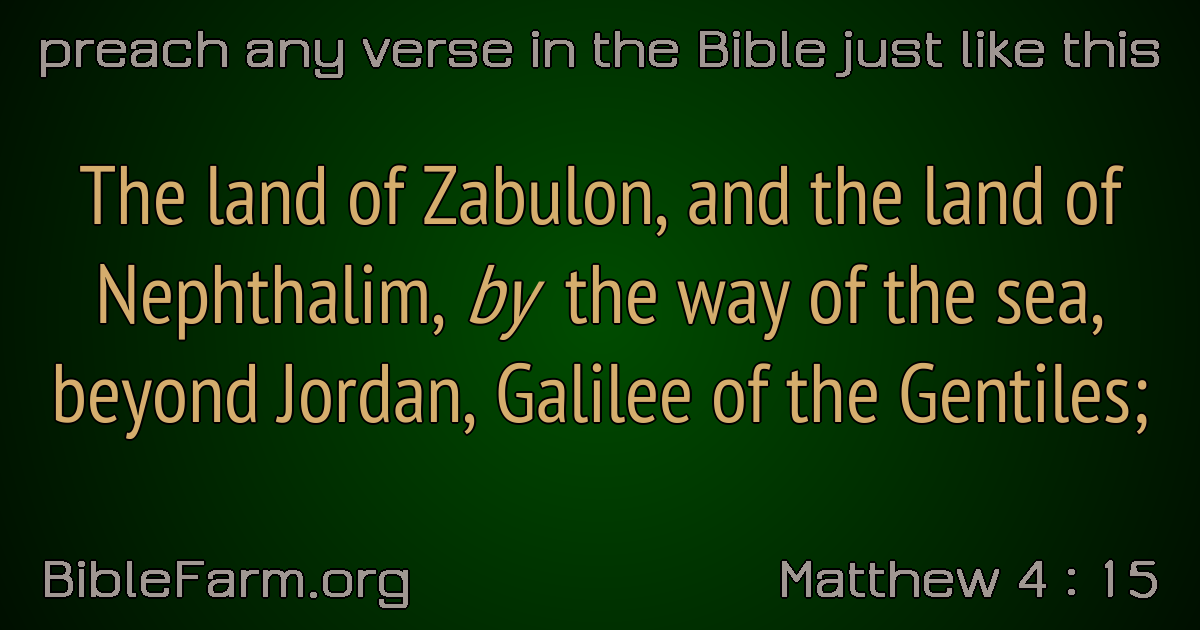 preach any verse in the Bible just like this
The land of Zabulon, and the land of
Nephthalim, by the way of the sea,
beyond Jordan, Galilee of the Gentiles;
BibleFarm.org
Matthew 4 : 15